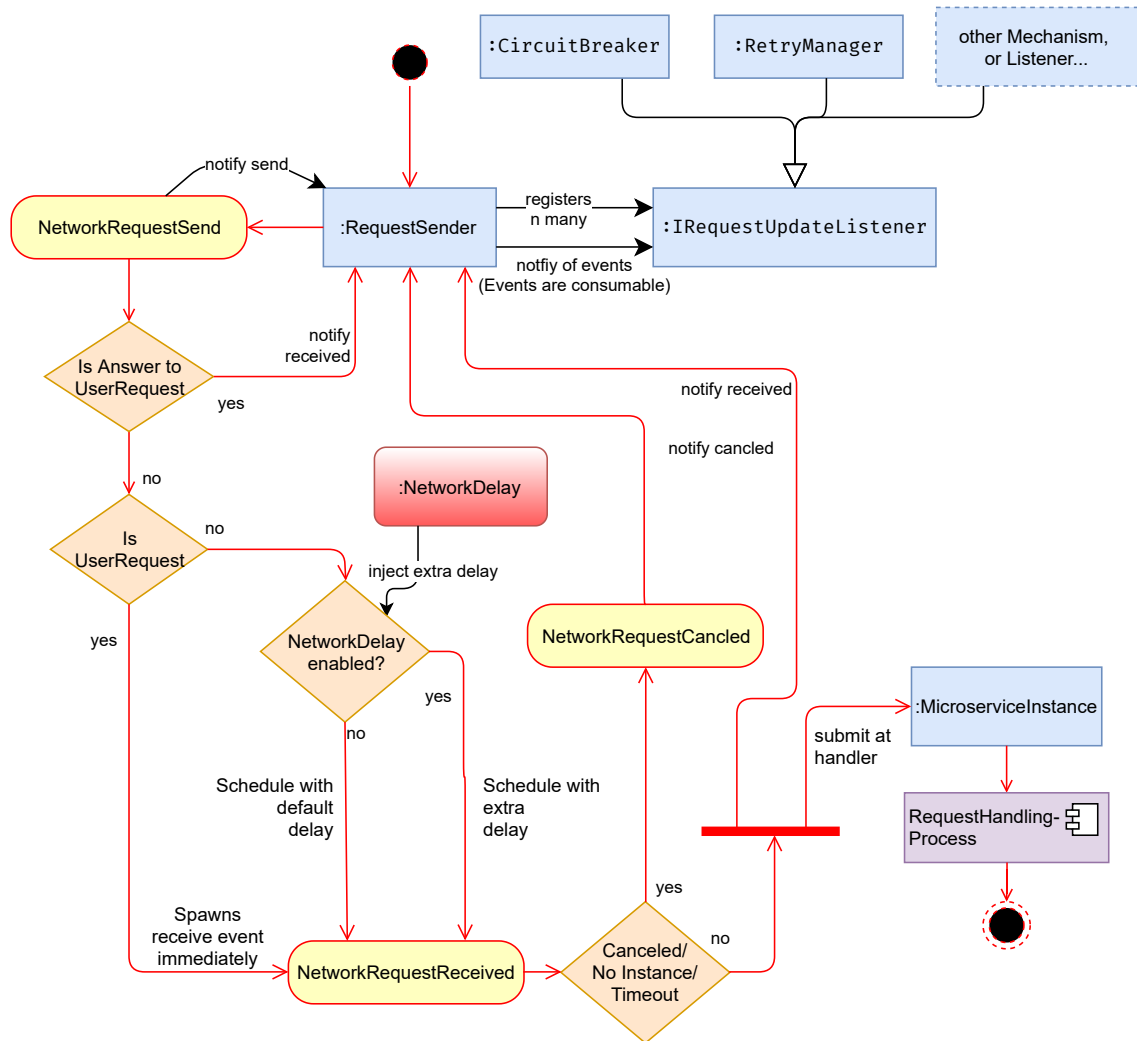 :CircuitBreaker
:RetryManager
other Mechanism,
or Listener...
notify send
NetworkRequestSend
:RequestSender
registers
n many
:IRequestUpdateListener
notfiy of events
(Events are consumable)
notify
received
Is Answer to
UserRequest
yes
notify received
notify cancled
no
:NetworkDelay
Is
UserRequest
no
inject extra delay
yes
NetworkDelay
enabled?
NetworkRequestCancled
yes
no
:MicroserviceInstance
submit at
handler
Schedule with
default
delay
Schedule with
extra
delay
RequestHandling-
Process
yes
Spawns
receive event
immediately
NetworkRequestReceived
Canceled/
No Instance/
Timeout
no